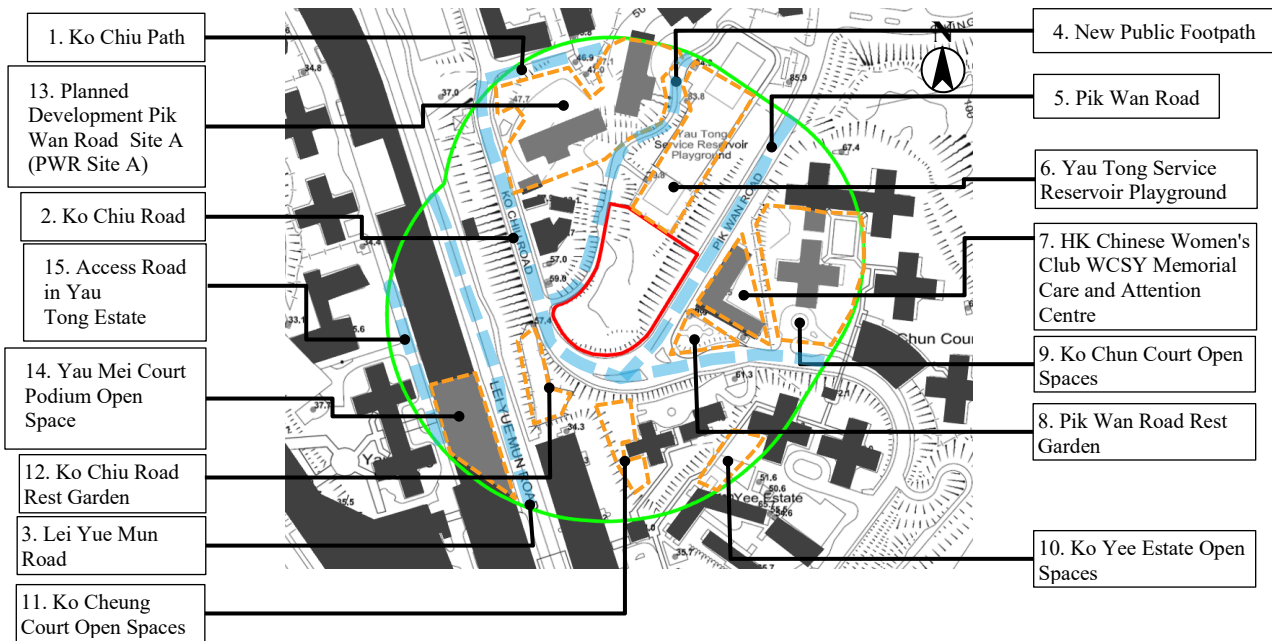 1. Ko Chiu Path
13. Planned
Development Pik
Wan Road Site A
(PWR Site A)
2. Ko Chiu Road
15. Access Road
in Yau
Tong Estate
14. Yau Mei Court
Podium Open
Space
12. Ko Chiu Road
Rest Garden
3. Lei Yue Mun
Road
11. Ko Cheung
Court Open Spaces
4. New Public Footpath
5. Pik Wan Road
6. Yau Tong Service
Reservoir Playground
7. HK Chinese Women's
Club WCSY Memorial
Care and Attention
Centre
9. Ko Chun Court Open
Spaces
8. Pik Wan Road Rest
Garden
10. Ko Yee Estate Open
Spaces
N
Yau Tong
Service Reservoir
Playground
KO CHIU ROAD
PIK WAN ROAD
LEI YUE MUN ROAD
Chun Cour
Yee Estate
34.8
37.0
46.9
47.0
47.7
85.9
67.4
57.0
59.0
57.4
34.4
33.1
34.3
61.3
51.6
50.6
35.5
35.7